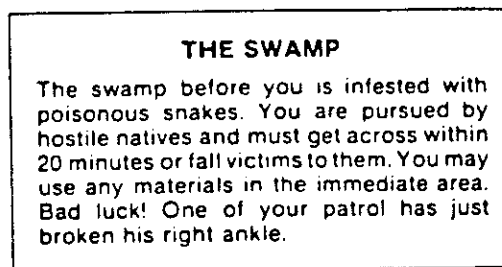 THE SWAMP
The swamp before you is infested with
poisonous snakes. You are pursued by
hostile natives and must get across within
20 minutes or fall victims to them. You may
use any materials in the immediate area.
Bad luck! One of your patrol has just
broken his right ankle.